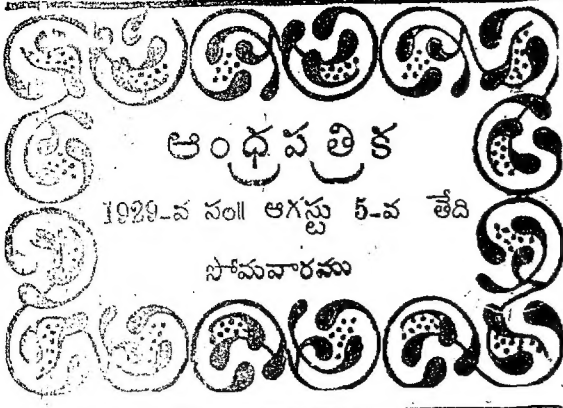 ఆంధ్రపత్రిక
1929-వ సం॥ ఆగస్టు 5-వ తేది
సోమవారము